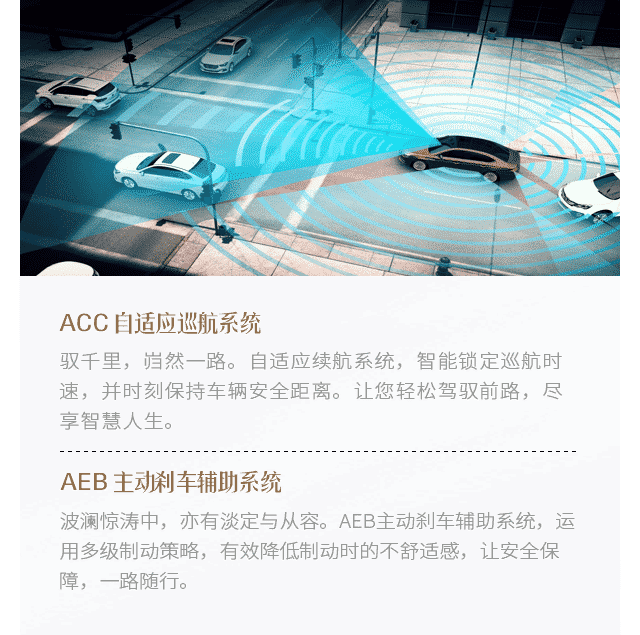 ACC 自适应巡航系统
驭千里，岿然一路。自适应续航系统，智能锁定巡航时
速，并时刻保持车辆安全距离。让您轻松驾驭前路，尽
享智慧人生。
AEB 主动刹车辅助系统
波澜惊涛中，亦有淡定与从容。AEB主动刹车辅助系统，运
用多级制动策略，有效降低制动时的不舒适感，让安全保
障，一路随行。